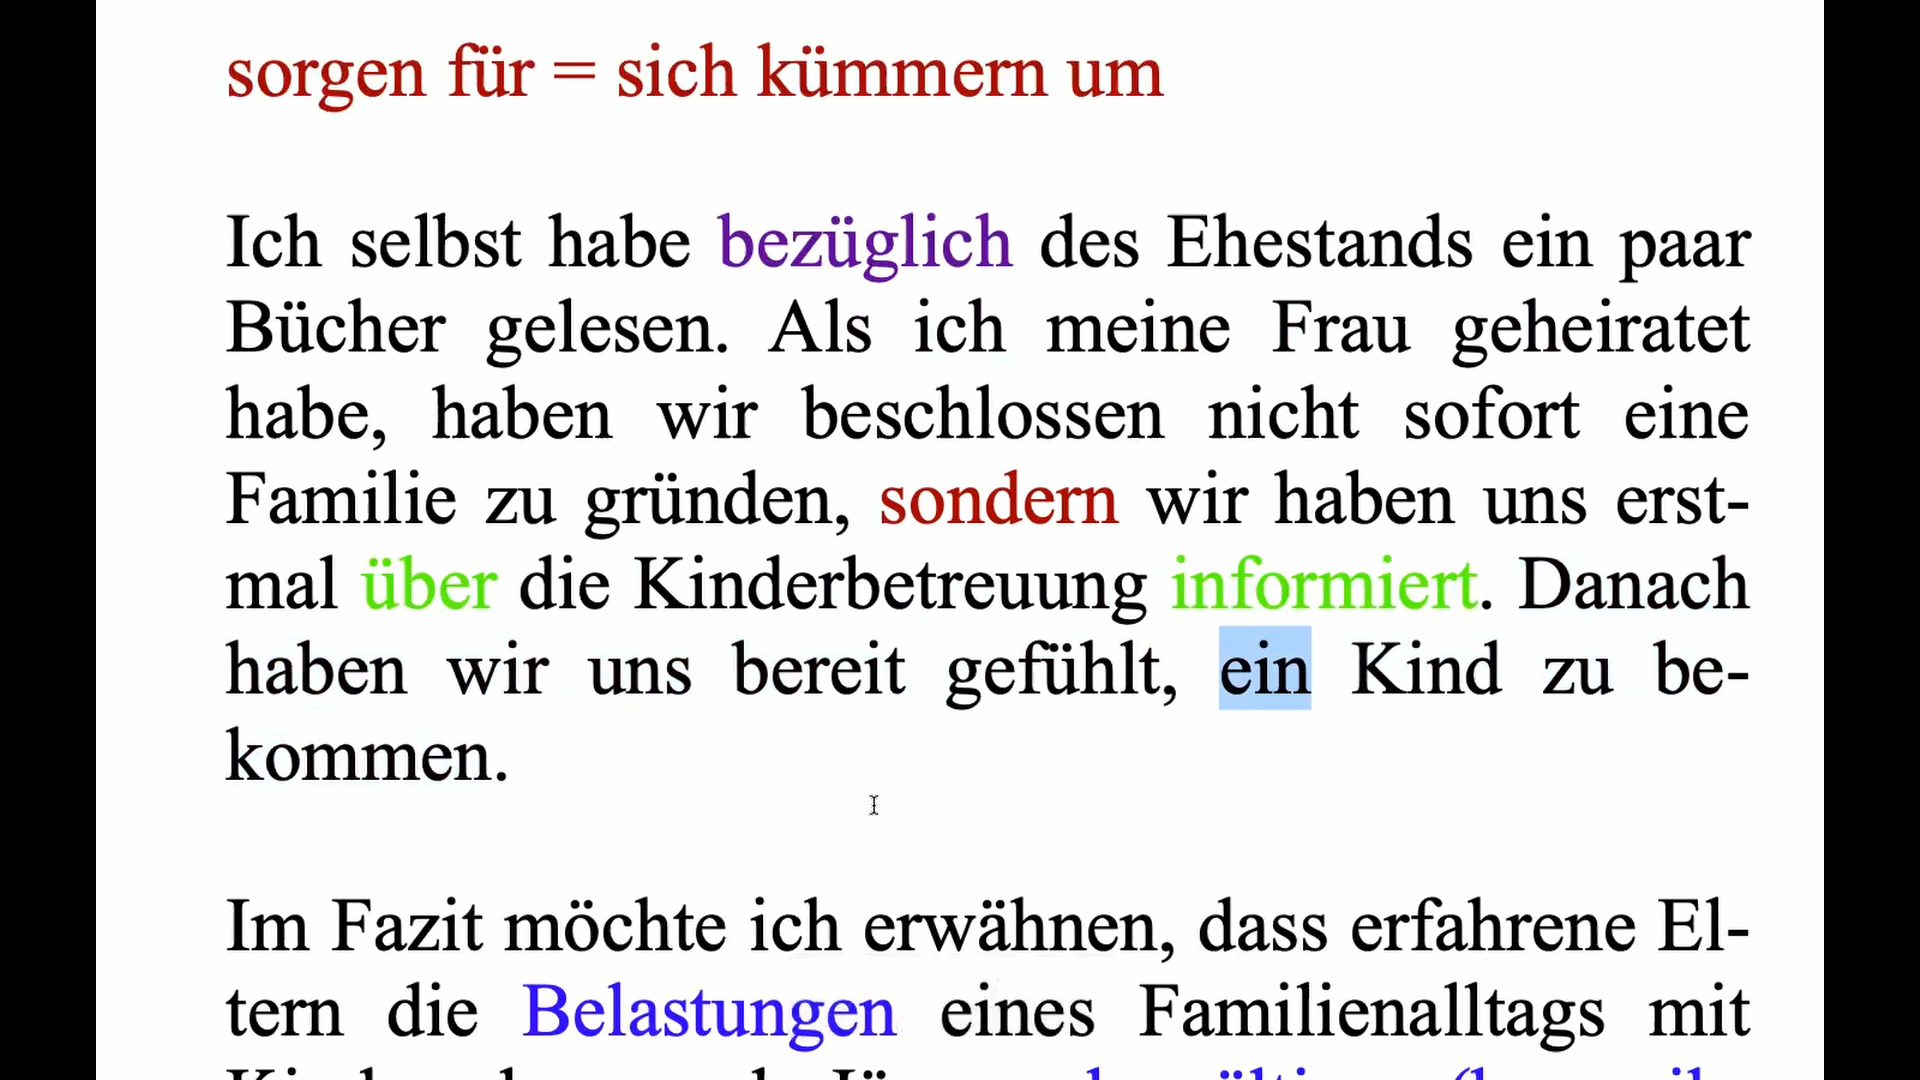 sorgen für = sich kümmern um
Ich selbst habe bezüglich des Ehestands ein paar
Bücher gelesen. Als ich meine Frau geheiratet
habe, haben wir beschlossen nicht sofort eine
Familie zu gründen, sondern wir haben uns erst-
mal über die Kinderbetreuung informiert. Danach
haben wir uns bereit gefühlt, ein Kind zu be-
kommen.
Im Fazit möchte ich erwähnen, dass erfahrene El-
tern die Belastungen eines Familienalltags mit